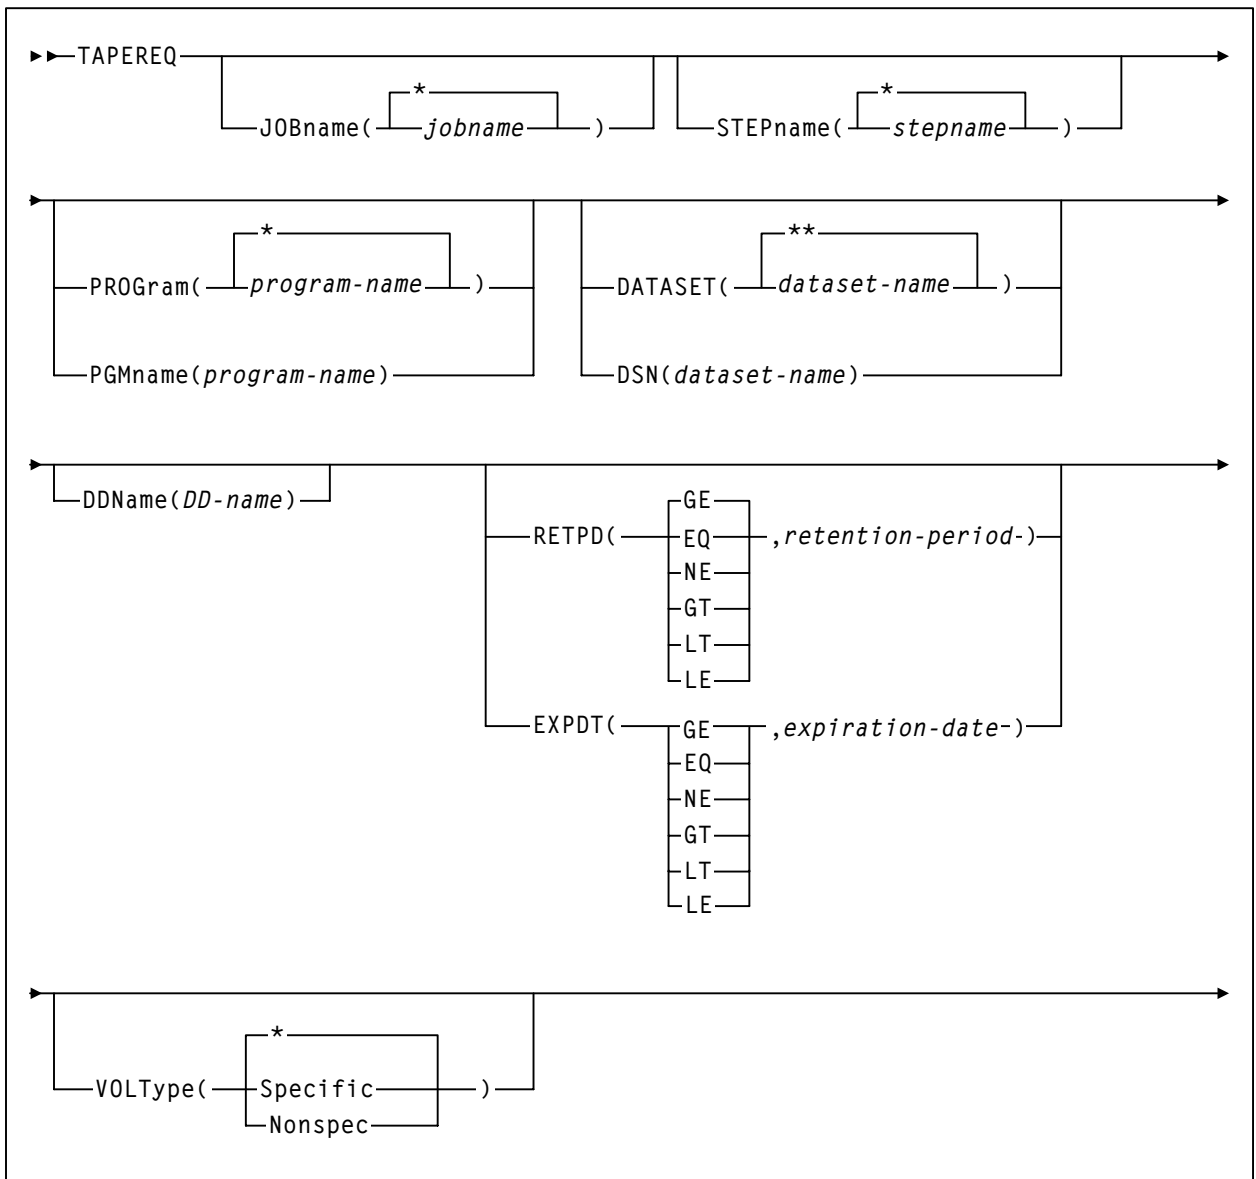 TAPEREQ
*
*
JOBname( jobname )
STEPname( stepname )
*
**
PROGram( program-name )
DATASET( dataset-name )
PGMname(program-name)
DSN(dataset-name)
DDName(DD-name)
GE
RETPD( EQ ,retention-period )
NE
GT
LT
LE
EXPDT( GE ,expiration-date )
EQ
NE
GT
LT
LE
*
VOLType( Specific )
Nonspec